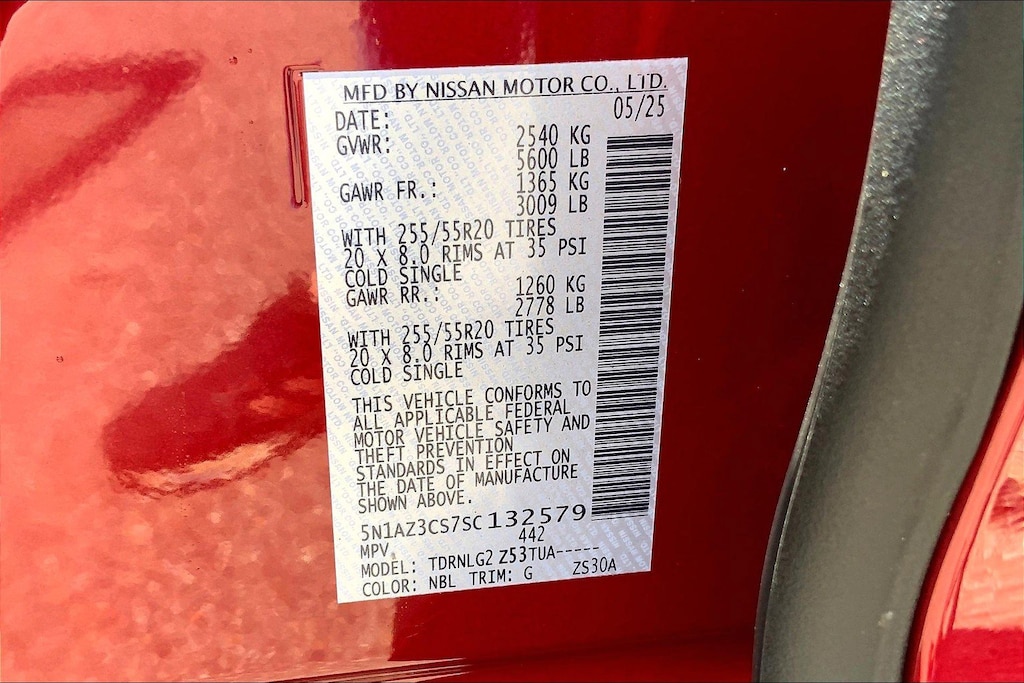 MFD BY NISSAN MOTOR CO., LTD.
DATE: 05/25
GVWR: 2540 KG
5600 LB
GAWR FR.: 1365 KG
3009 LB
WITH 255/55R20 TIRES
20 X 8.0 RIMS AT 35 PSI
COLD SINGLE
GAWR RR.: 1260 KG
2778 LB
WITH 255/55R20 TIRES
20 X 8.0 RIMS AT 35 PSI
COLD SINGLE
THIS VEHICLE CONFORMS TO
ALL APPLICABLE FEDERAL
MOTOR VEHICLE SAFETY AND
THEFT PREVENTION
STANDARDS IN EFFECT ON
THE DATE OF MANUFACTURE
SHOWN ABOVE.
5N1AZ3CS7SC132579
MPV 442
MODEL: TDRNLG2 Z53TUA-----
COLOR: NBL TRIM: G ZS30A